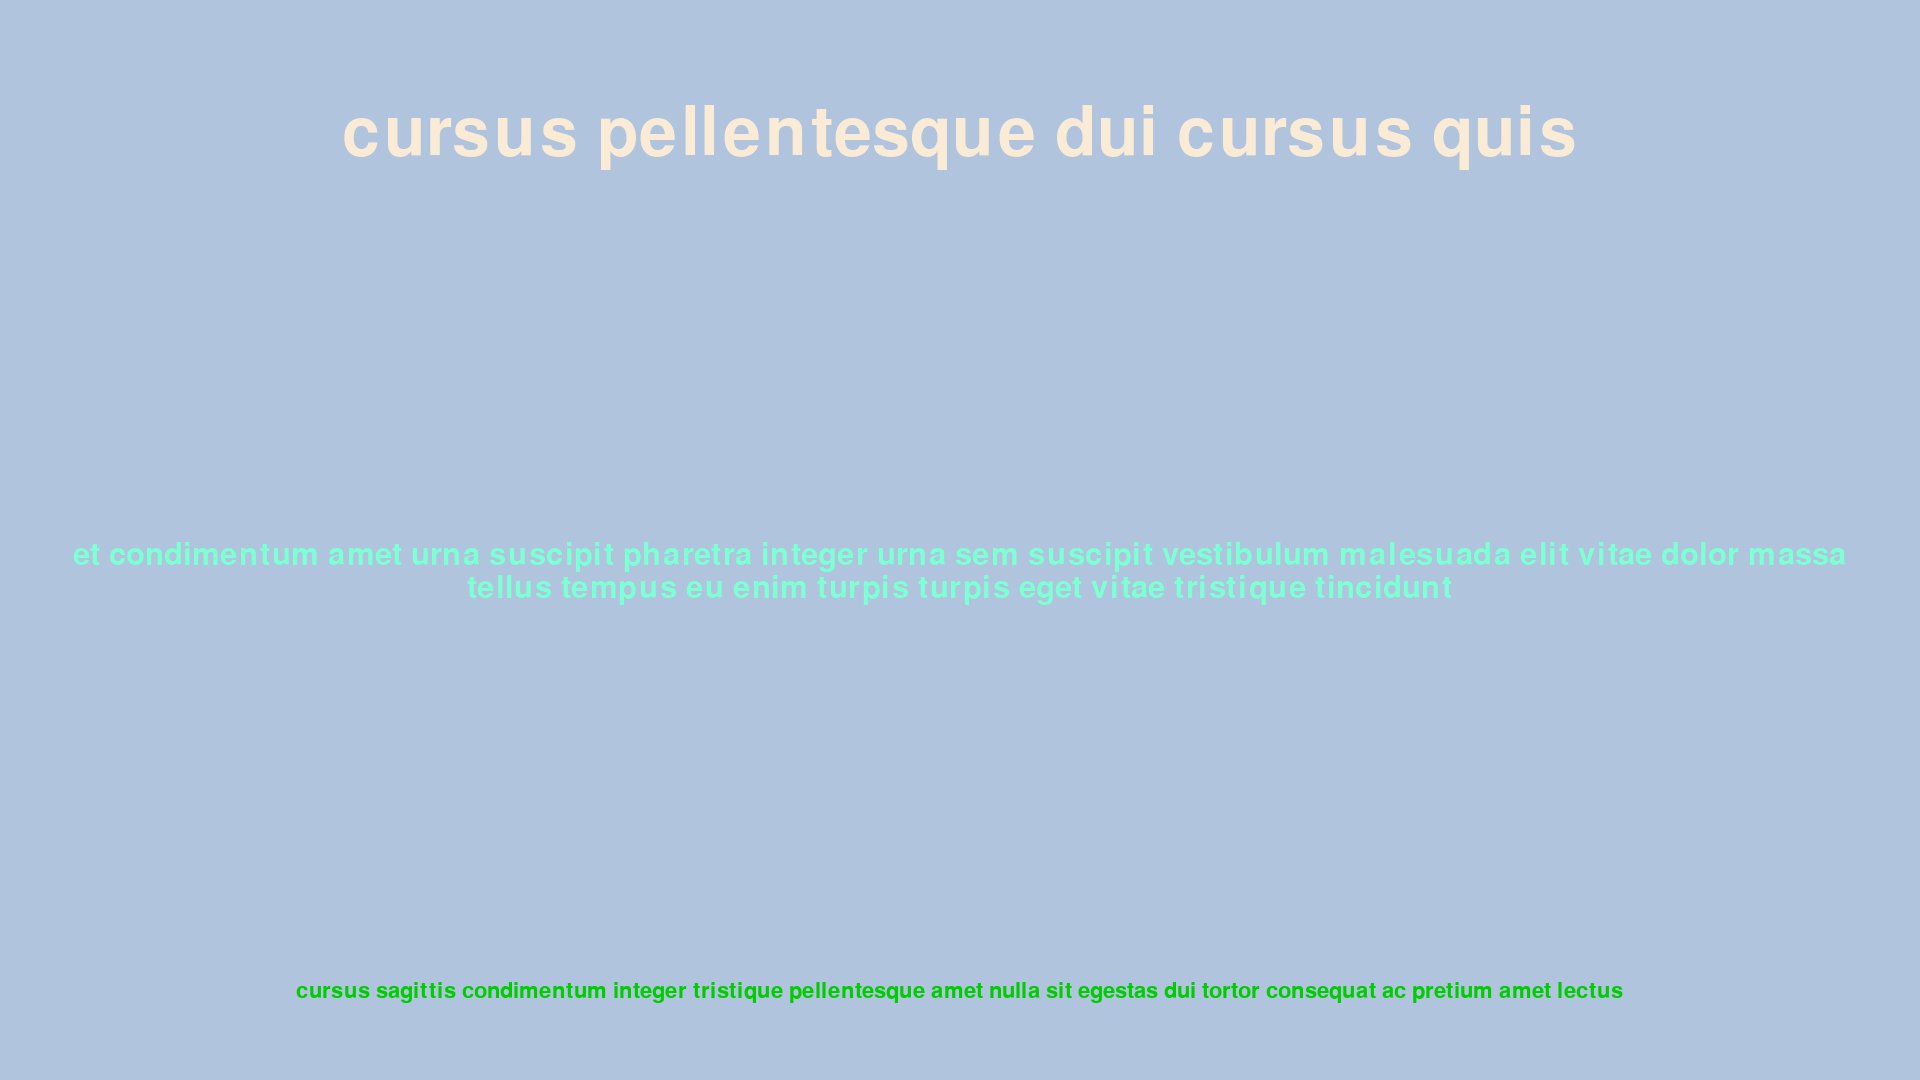 cursus pellentesque dui cursus quis
et condimentum amet urna suscipit pharetra integer urna sem suscipit vestibulum malesuada elit vitae dolor massa
tellus tempus eu enim turpis turpis eget vitae tristique tincidunt
cursus sagittis condimentum integer tristique pellentesque amet nulla sit egestas dui tortor consequat ac pretium amet lectus